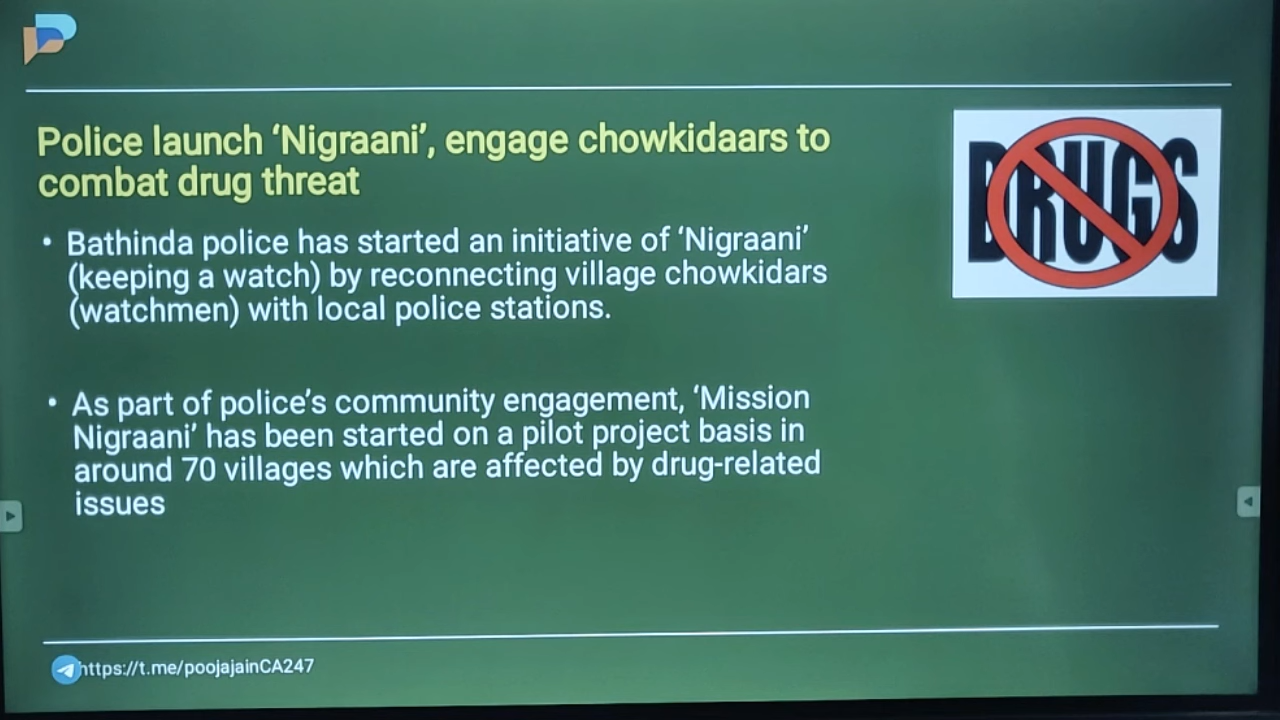 Police launch ‘Nigraani’, engage chowkidaars to
combat drug threat
DRUGS
• Bathinda police has started an initiative of ‘Nigraani’
(keeping a watch) by reconnecting village chowkidars
(watchmen) with local police stations.
• As part of police’s community engagement, ‘Mission
Nigraani’ has been started on a pilot project basis in
around 70 villages which are affected by drug-related
issues
https://t.me/poojajainCA247